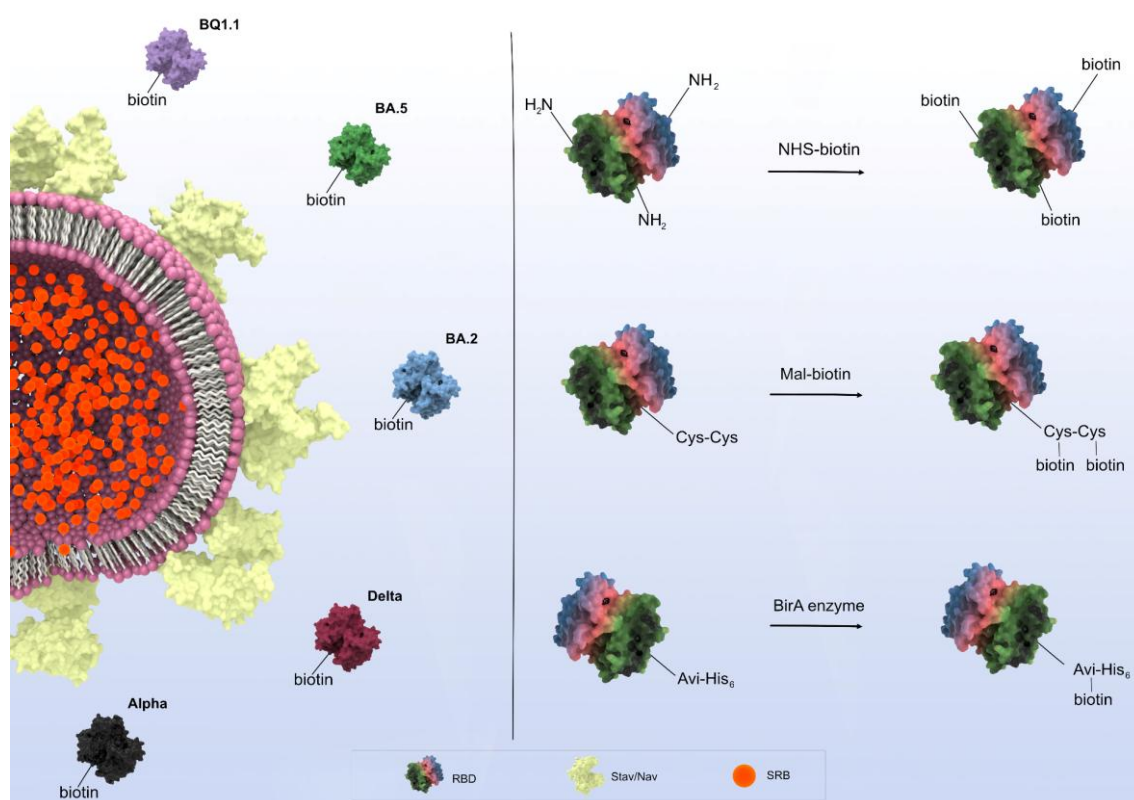 BQ1.1
biotin
BA.5
biotin
BA.2
biotin
Delta
biotin
Alpha
biotin
H₂N
NH₂
NH₂
NHS-biotin
biotin
biotin
biotin
Cys-Cys
Mal-biotin
Cys-Cys
biotin biotin
Avi-His₆
BirA enzyme
Avi-His₆
biotin
RBD
Stav/Nav
SRB